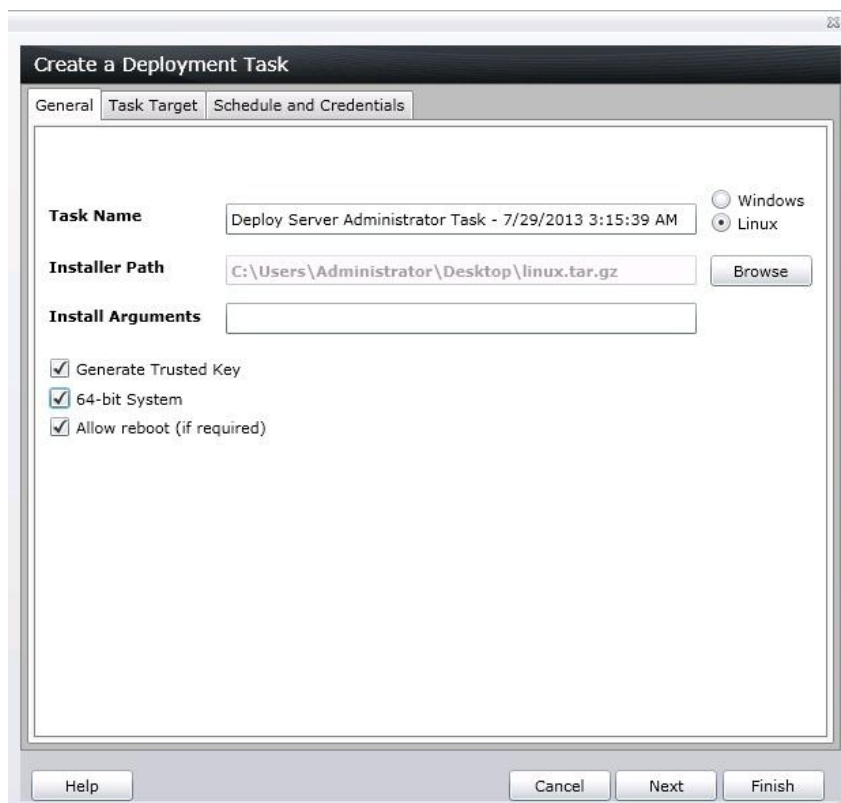 Create a Deployment Task
General Task Target Schedule and Credentials
Windows
Task Name Deploy Server Administrator Task - 7/29/2013 3:15:39 AM
Linux
Installer Path C:\Users\Administrator\Desktop\linux.tar.gz Browse
Install Arguments
Generate Trusted Key
64-bit System
Allow reboot (if required)
Help Cancel Next Finish